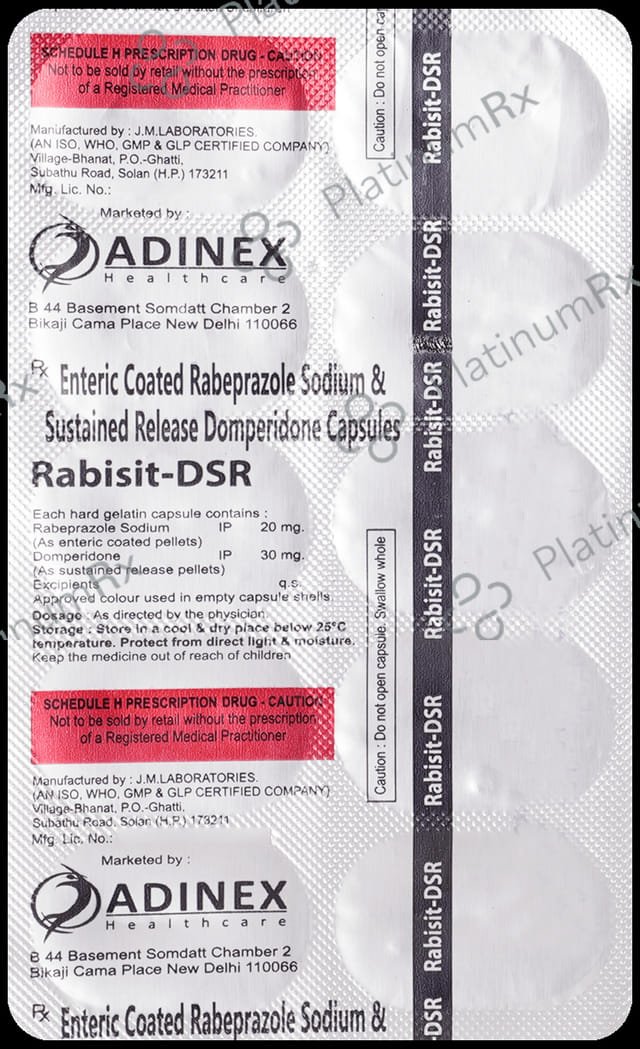 SCHEDULE H PRESCRIPTION DRUG - CAUTION
Not to be sold by retail without the prescription
of a Registered Medical Practitioner
Manufactured by : J.M.LABORATORIES.
(AN ISO, WHO, GMP & GLP CERTIFIED COMPANY)
Village-Bhanat, P.O.-Ghatti,
Subathu Road, Solan (H.P.) 173211
Mfg. Lic. No.:
Marketed by :
ADINEX
Healthcare
B 44 Basement Somdatt Chamber 2
Bikaji Cama Place New Delhi 110066
Rx Enteric Coated Rabeprazole Sodium &
Sustained Release Domperidone Capsules
Rabisit-DSR
Each hard gelatin capsule contains :
Rabeprazole Sodium IP 20 mg.
(As enteric coated pellets)
Domperidone IP 30 mg.
(As sustained release pellets)
Excipients q.s.
Approved colour used in empty capsule shells
Dosage : As directed by the physician
Storage : Store in a cool & dry place below 25°C
temperature. Protect from direct light & moisture.
Keep the medicine out of reach of children
SCHEDULE H PRESCRIPTION DRUG - CAUTION
Not to be sold by retail without the prescription
of a Registered Medical Practitioner
Manufactured by : J.M.LABORATORIES.
(AN ISO, WHO, GMP & GLP CERTIFIED COMPANY)
Village-Bhanat, P.O.-Ghatti,
Subathu Road, Solan (H.P.) 173211
Mfg. Lic. No.:
Marketed by :
ADINEX
Healthcare
B 44 Basement Somdatt Chamber 2
Bikaji Cama Place New Delhi 110066
Rx Enteric Coated Rabeprazole Sodium &
Caution : Do not open ca
Caution : Do not open capsule. Swallow whole
Rabisit-DSR
Rabisit-DSR
Rabisit-DSR
Rabisit-DSR
Rabisit-DSR
Rabisit-DSR
-DSR
PlatinumRx
PlatinumRx
Platinum
Rx
PlatinumRx